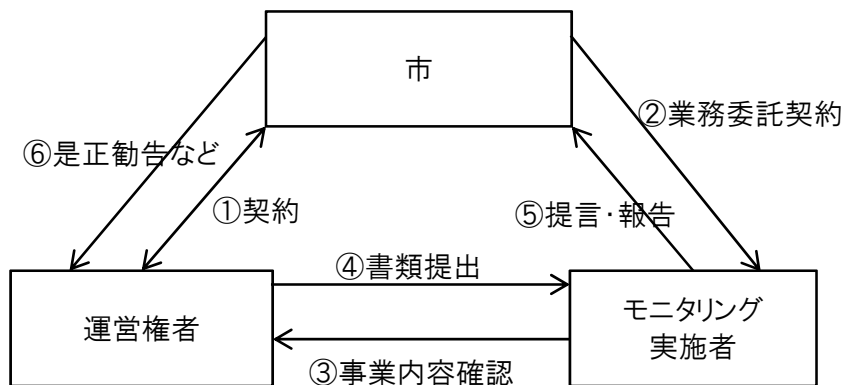 市
②業務委託契約
⑥是正勧告など
①契約
⑤提言・報告
④書類提出
運営権者
モニタリング
実施者
③事業内容確認